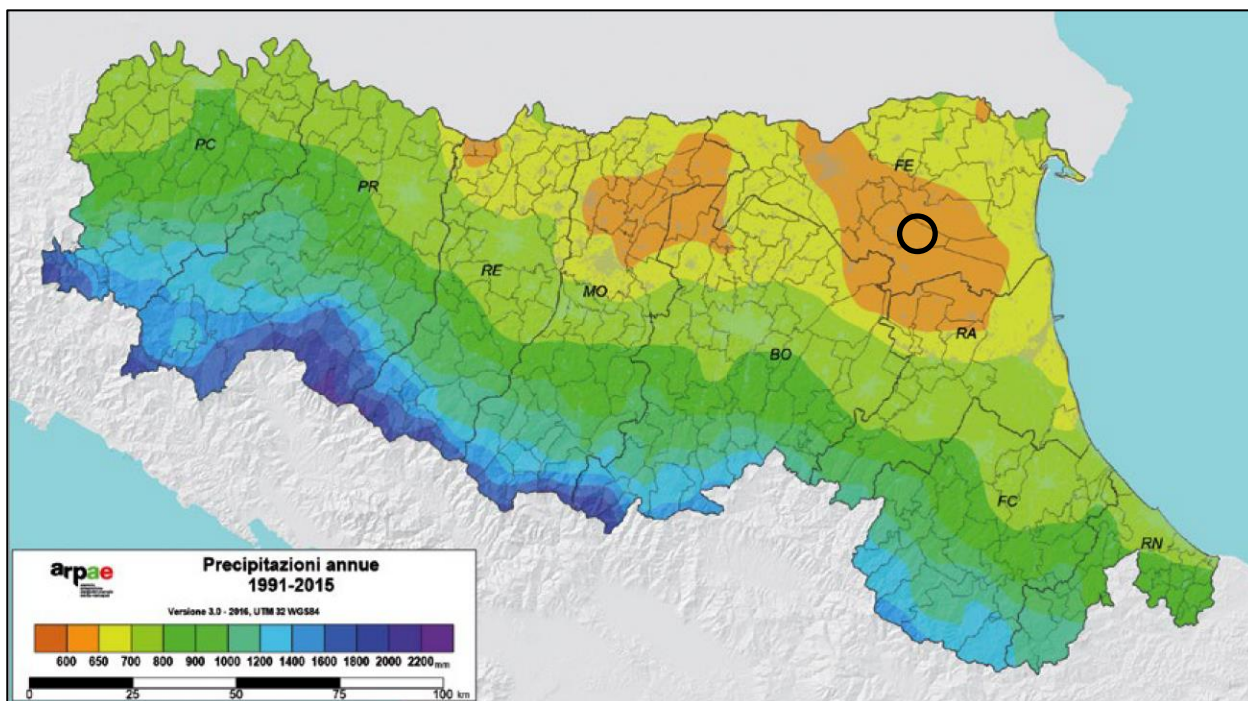 PC
FE
PR
RE
MO
RA
BO
FC
RN
arpae
Precipitazioni annue
1991-2015
Versione 3.0 - 2016, UTM 32 WGS84
600 650 700 800 900 1000 1200 1400 1600 1800 2000 2200 mm
0 25 50 75 100 km